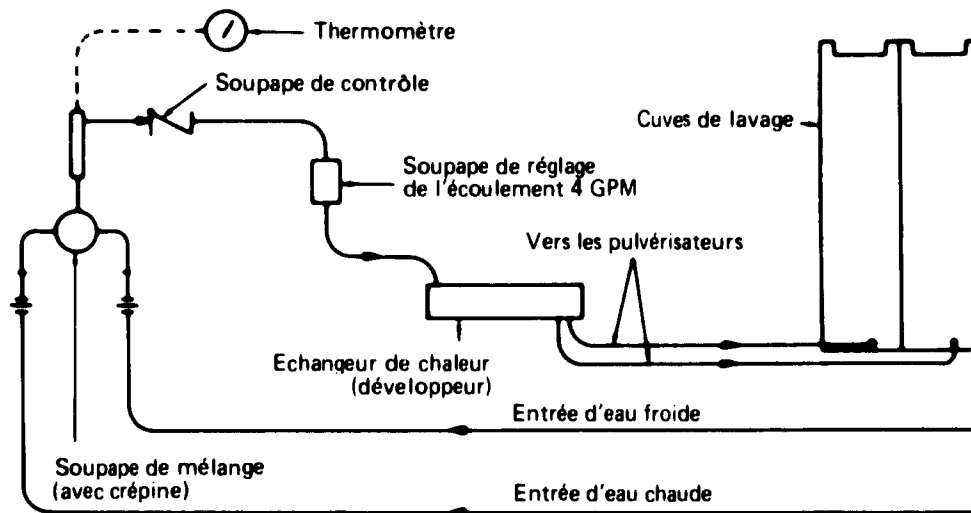 Thermomètre
Soupape de contrôle
Cuves de lavage
Soupape de réglage
de l'écoulement 4 GPM
Vers les pulvérisateurs
Echangeur de chaleur
(développeur)
Entrée d'eau froide
Soupape de mélange
(avec crépine)
Entrée d'eau chaude